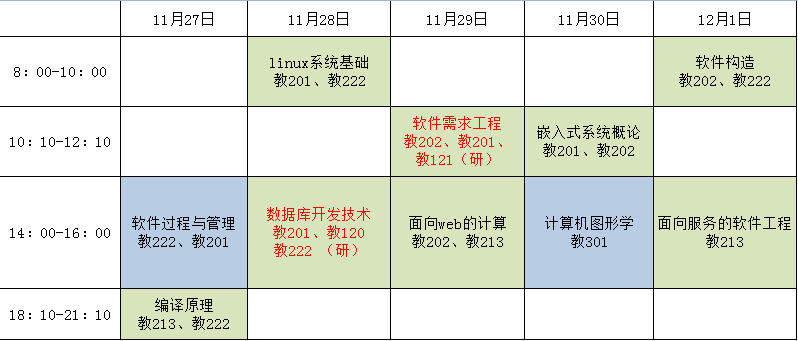 11月27日 11月28日 11月29日 11月30日 12月1日
8：00-10：00
linux系统基础
教201、教222
软件构造
教202、教222
10：10-12：10
软件需求工程
教202、教201、
教121（研）
嵌入式系统概论
教201、教202
14：00-16：00
软件过程与管理
教222、教201
数据库开发技术
教201、教120
教222 （研）
面向web的计算
教202、教213
计算机图形学
教301
面向服务的软件工程
教213
18：10-21：10
编译原理
教213、教222